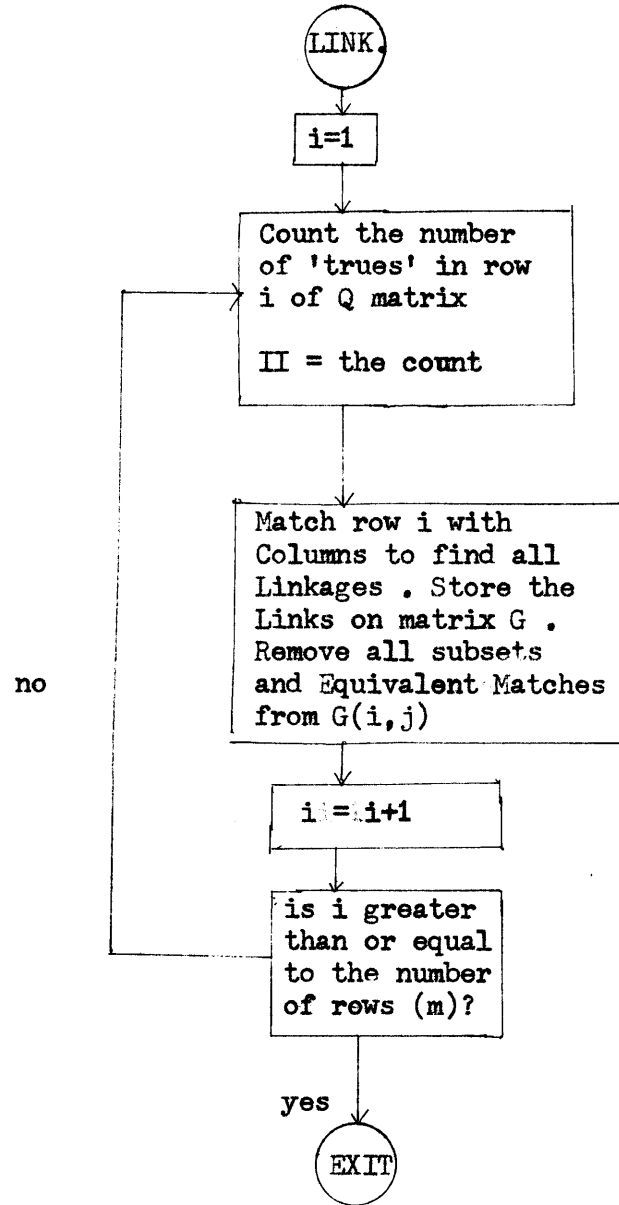 LINK.
i=1
Count the number
of 'trues' in row
i of Q matrix
II = the count
Match row i with
Columns to find all
Linkages . Store the
Links on matrix G .
Remove all subsets
and Equivalent Matches
from G(i,j)
no
i = i+1
is i greater
than or equal
to the number
of rows (m)?
yes
EXIT